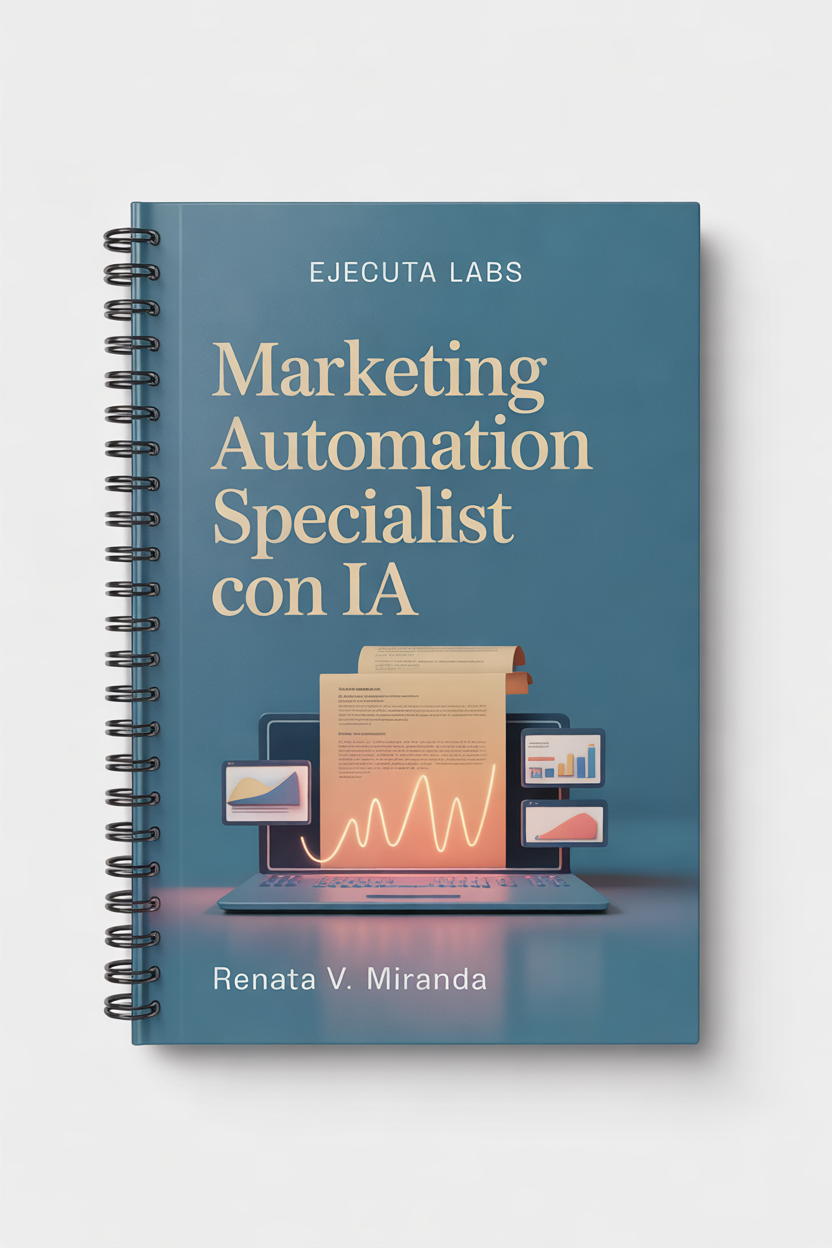 EJECUTA LABS
Marketing
Automation
Specialist
con IA
Renata V. Miranda